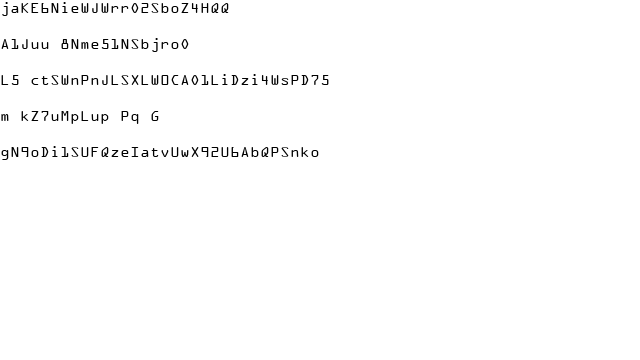 jaKE6NieWJWrr02SboZ4HQQ
A1Juu 8Nme51NSbjro0
L5 ctSWnPnJLSXLWOCA01LiDzi4WsPD75
m kZ7uMpLup Pq G
gN9oDi1SUFQzeIatvUwX92U6AbQPSnko